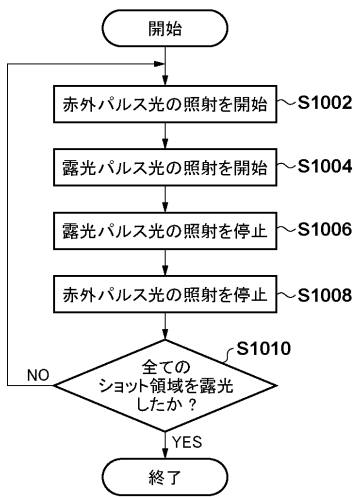 開始
赤外パルス光の照射を開始
S1002
露光パルス光の照射を開始
S1004
露光パルス光の照射を停止
S1006
赤外パルス光の照射を停止
S1008
S1010
全ての
ショット領域を露光
したか？
NO
YES
終了